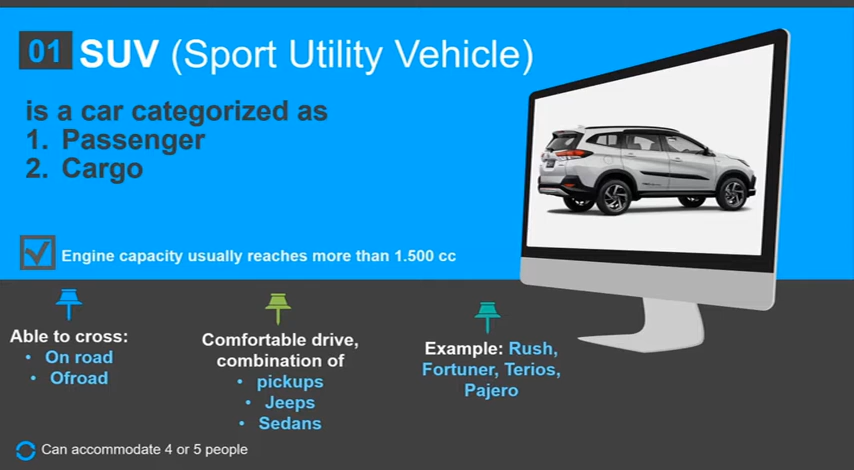 01 SUV (Sport Utility Vehicle)
is a car categorized as
1. Passenger
2. Cargo
Engine capacity usually reaches more than 1.500 cc
Able to cross:
• On road
• Ofroad
Comfortable drive,
combination of
• pickups
• Jeeps
• Sedans
Example: Rush,
Fortuner, Terios,
Pajero
Can accommodate 4 or 5 people